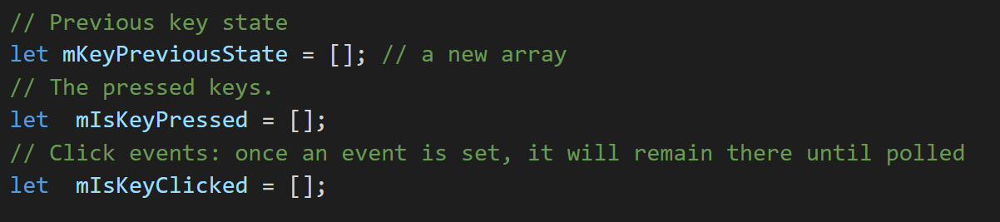 // Previous key state
let mKeyPreviousState = []; // a new array
// The pressed keys.
let  mIsKeyPressed = [];
// Click events: once an event is set, it will remain there until polled
let  mIsKeyClicked = [];